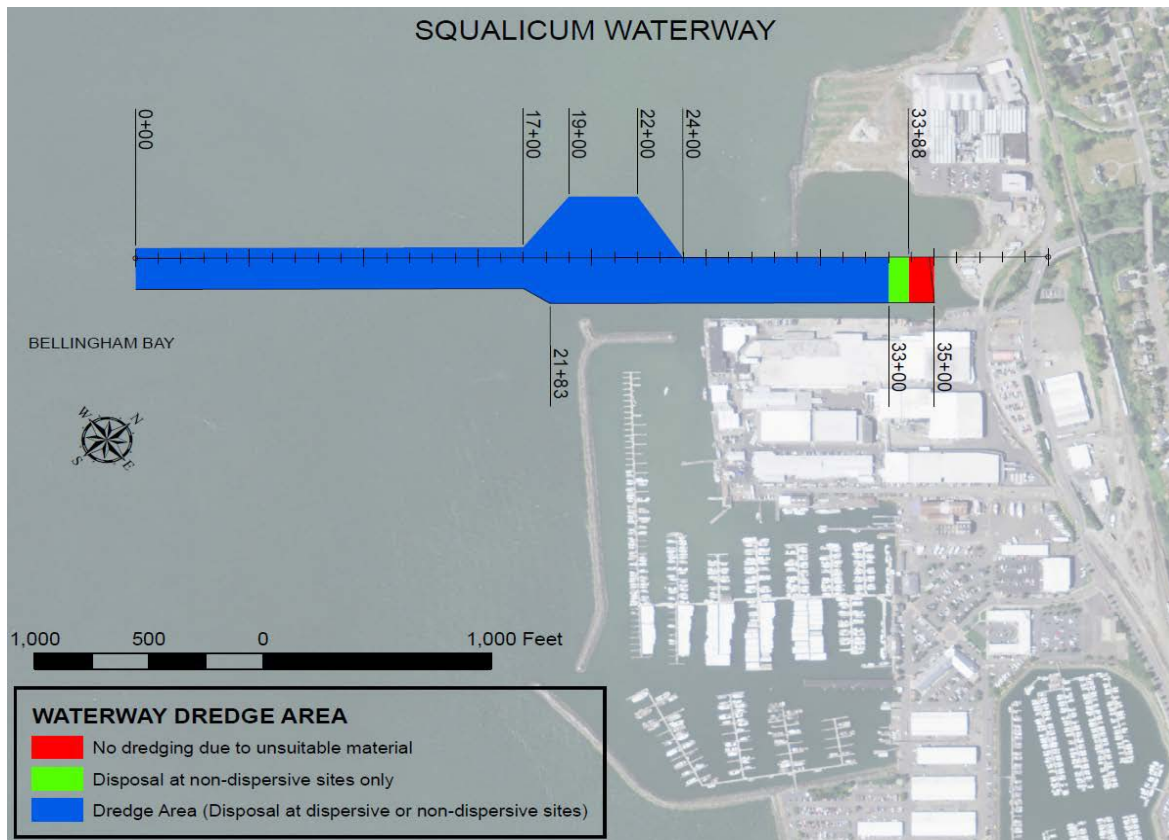 SQUALICUM WATERWAY
0+00
17+00
19+00
22+00
24+00
33+88
21+83
33+00
35+00
BELLINGHAM BAY
W
N
S
E
1,000 500 0 1,000 Feet
WATERWAY DREDGE AREA
No dredging due to unsuitable material
Disposal at non-dispersive sites only
Dredge Area (Disposal at dispersive or non-dispersive sites)